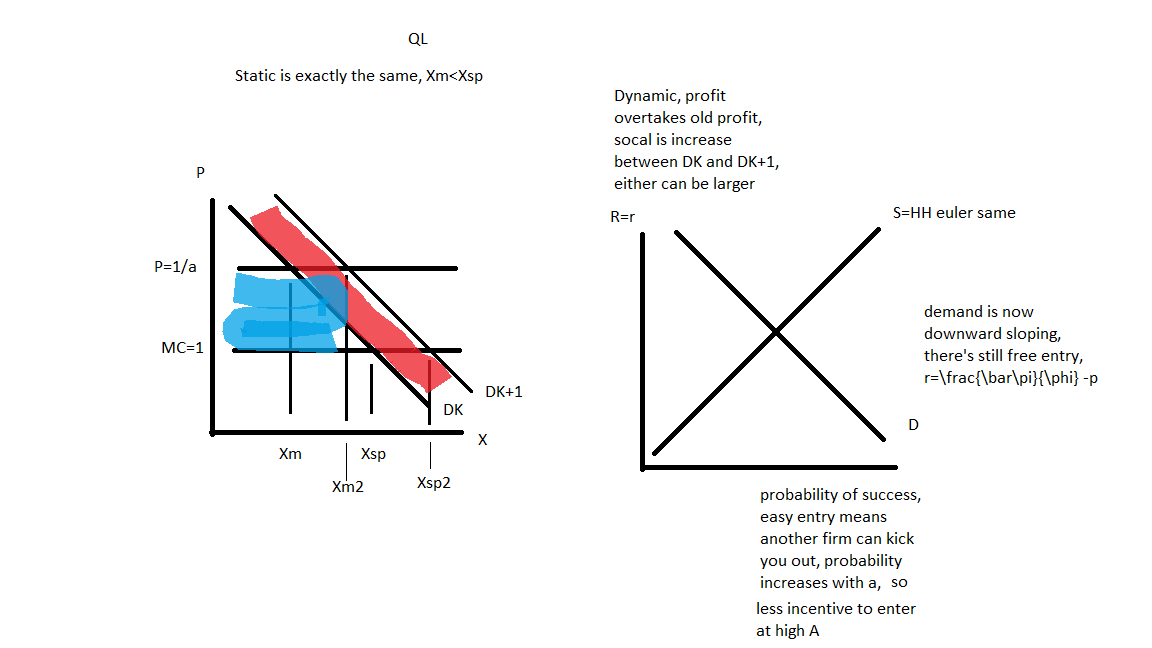 QL
Static is exactly the same, Xm<Xsp
P
P=1/a
MC=1
DK+1
DK
X
Xm
Xsp
Xm2
Xsp2
Dynamic, profit
overtakes old profit,
socal is increase
between DK and DK+1,
either can be larger
R=r
S=HH euler same
demand is now
downward sloping,
there's still free entry,
r=\frac{\bar\pi}{\phi} -p
D
probability of success,
easy entry means
another firm can kick
you out, probability
increases with a, so
less incentive to enter
at high A